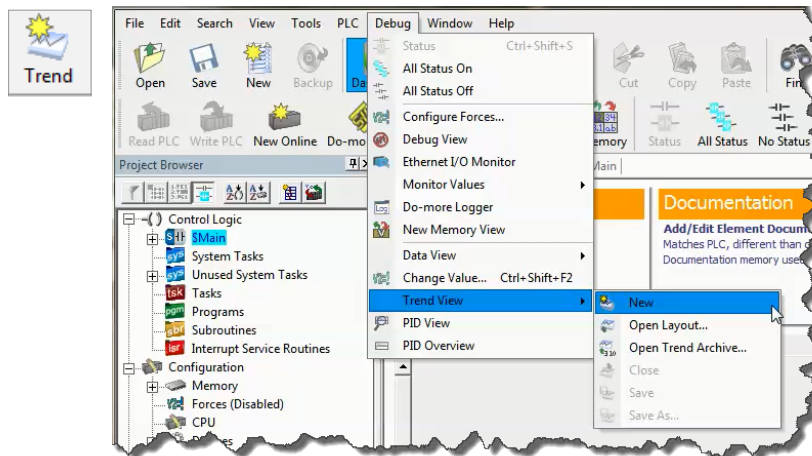 Trend
File Edit Search View Tools PLC Debug Window Help
Open Save New Backup
Cut Copy Paste
Read PLC Write PLC New Online Do-mo
Status All Status On No Status
Project Browser
Control Logic
$Main
System Tasks
Unused System Tasks
Tasks
Programs
Subroutines
Interrupt Service Routines
Configuration
Memory
Forces (Disabled)
CPU
Status Ctrl+Shift+S
All Status On
All Status Off
Configure Forces...
Debug View
Ethernet I/O Monitor
Monitor Values
Do-more Logger
New Memory View
Data View
Change Value... Ctrl+Shift+F2
Trend View
PID View
PID Overview
New
Open Layout...
Open Trend Archive...
Close
Save
Save As...
Documentation
Add/Edit Element Docum
Matches PLC, different than d
Documentation memory used